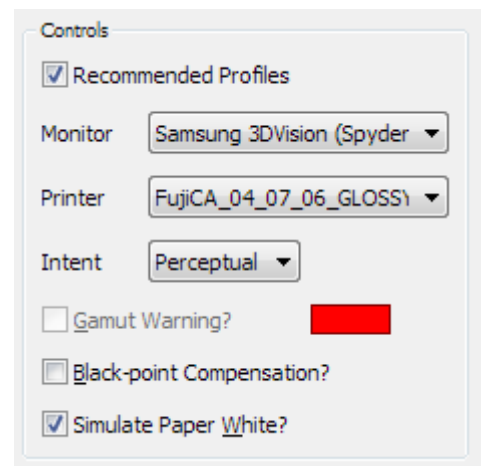 Controls
Recommended Profiles
Monitor Samsung 3DVision (Spyder
Printer FujiCA_04_07_06_GLOSSY
Intent Perceptual
Gamut Warning?
Black-point Compensation?
Simulate Paper White?